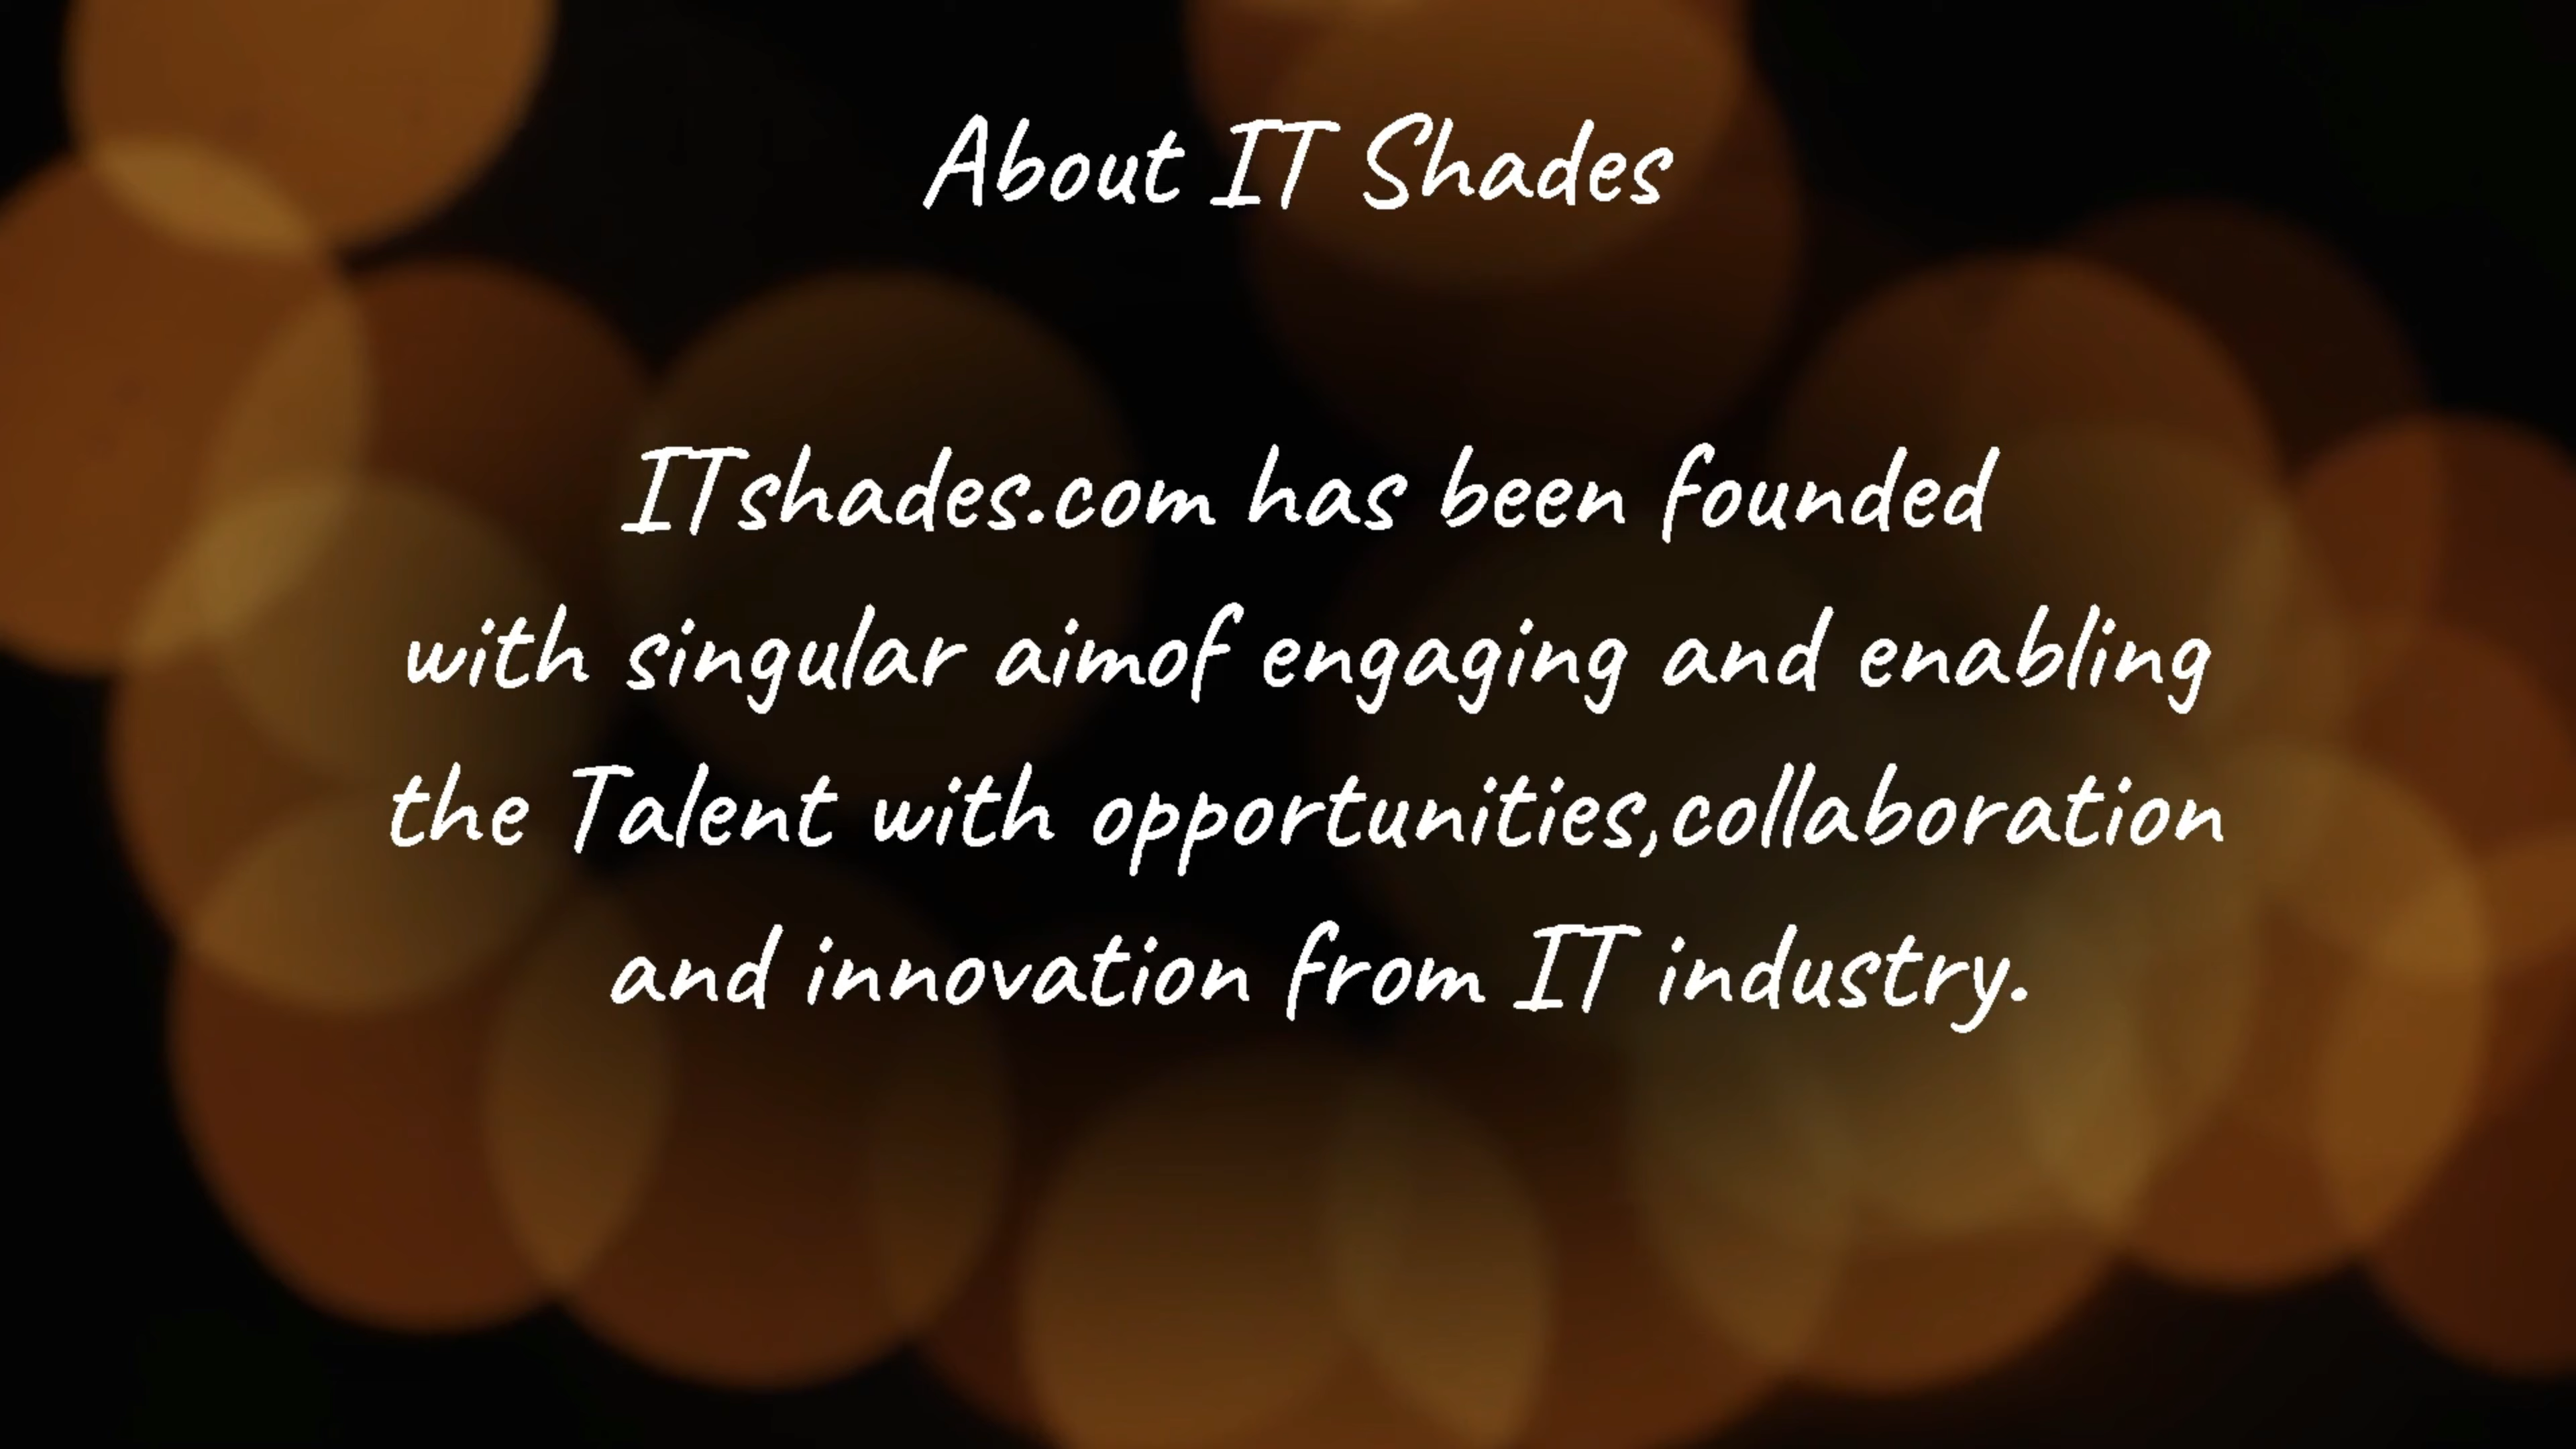 About IT Shades
ITshades.com has been founded
with singular aimof engaging and enabling
the Talent with opportunities,collaboration
and innovation from IT industry.